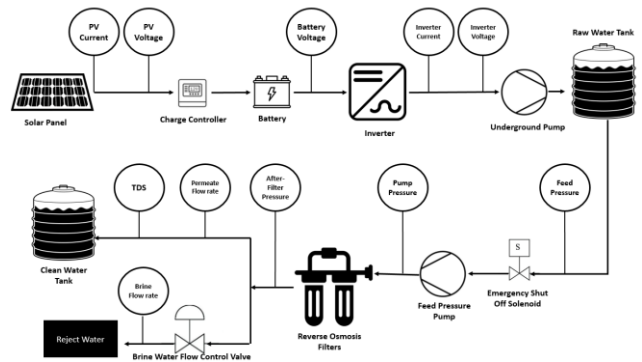 PV
Current
PV
Voltage
Battery
Voltage
Inverter
Current
Inverter
Voltage
Raw Water Tank
Solar Panel
Charge Controller
Battery
Inverter
Underground Pump
TDS
Permeate
Flow rate
After-
Filter
Pressure
Pump
Pressure
Feed
Pressure
S
Clean Water
Tank
Brine
Flow rate
Reverse Osmosis
Filters
Feed Pressure
Pump
Emergency Shut
Off Solenoid
Reject Water
Brine Water Flow Control Valve